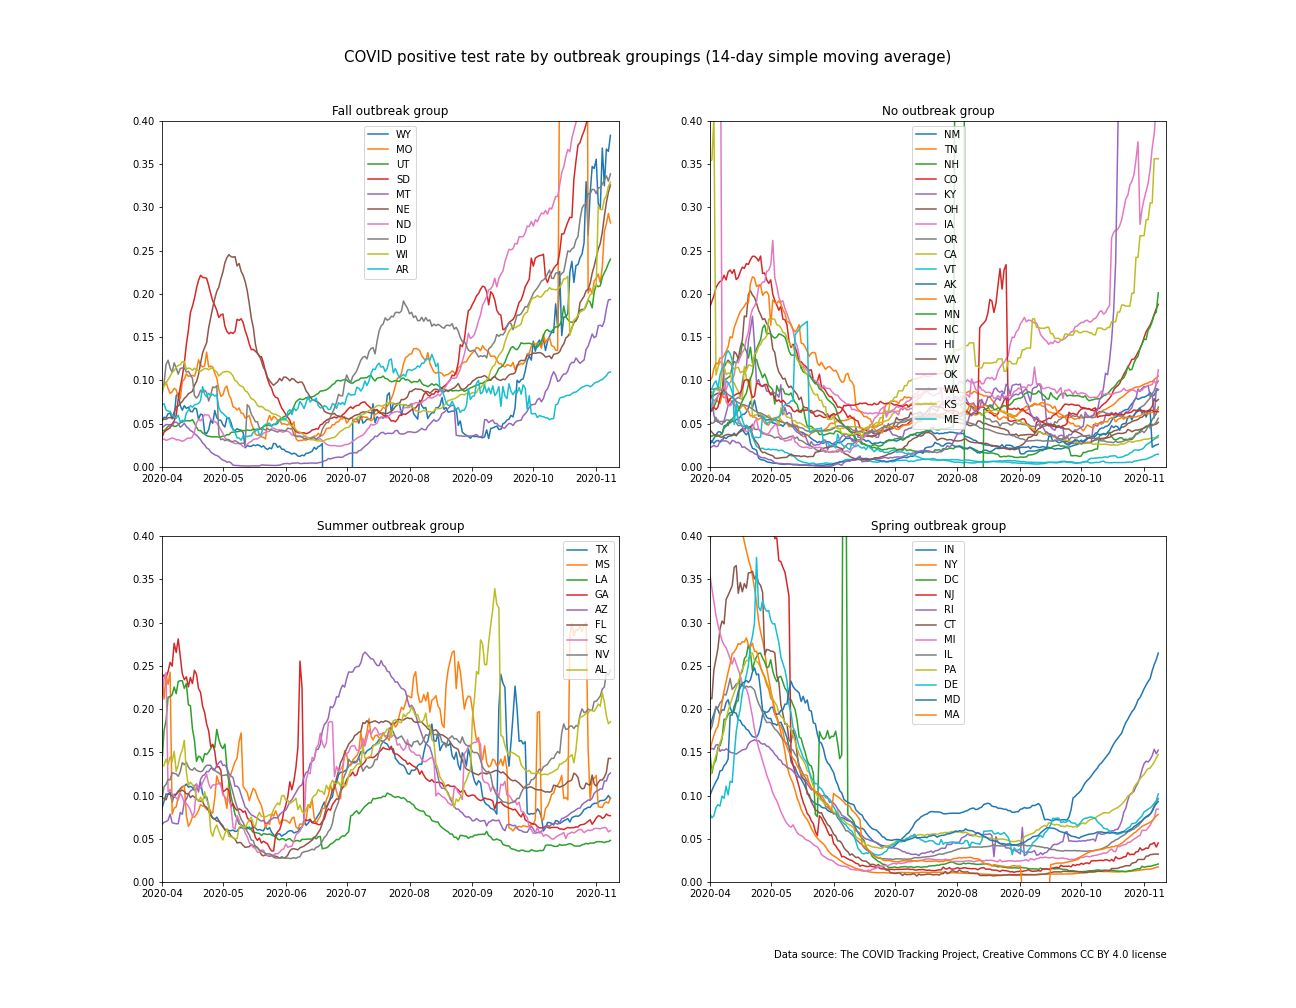 COVID positive test rate by outbreak groupings (14-day simple moving average)
Fall outbreak group
0.40
0.35
0.30
0.25
0.20
0.15
0.10
0.05
0.00
2020-04 2020-05 2020-06 2020-07 2020-08 2020-09 2020-10 2020-11
WY
MO
UT
SD
MT
NE
ND
ID
WI
AR
No outbreak group
0.40
0.35
0.30
0.25
0.20
0.15
0.10
0.05
0.00
2020-04 2020-05 2020-06 2020-07 2020-08 2020-09 2020-10 2020-11
NM
TN
NH
CO
KY
OH
IA
OR
CA
VT
AK
VA
MN
NC
HI
WV
OK
WA
KS
ME
Summer outbreak group
0.40
0.35
0.30
0.25
0.20
0.15
0.10
0.05
0.00
2020-04 2020-05 2020-06 2020-07 2020-08 2020-09 2020-10 2020-11
TX
MS
LA
GA
AZ
FL
SC
NV
AL
Spring outbreak group
0.40
0.35
0.30
0.25
0.20
0.15
0.10
0.05
0.00
2020-04 2020-05 2020-06 2020-07 2020-08 2020-09 2020-10 2020-11
IN
NY
DC
NJ
RI
CT
MI
IL
PA
DE
MD
MA
Data source: The COVID Tracking Project, Creative Commons CC BY 4.0 license